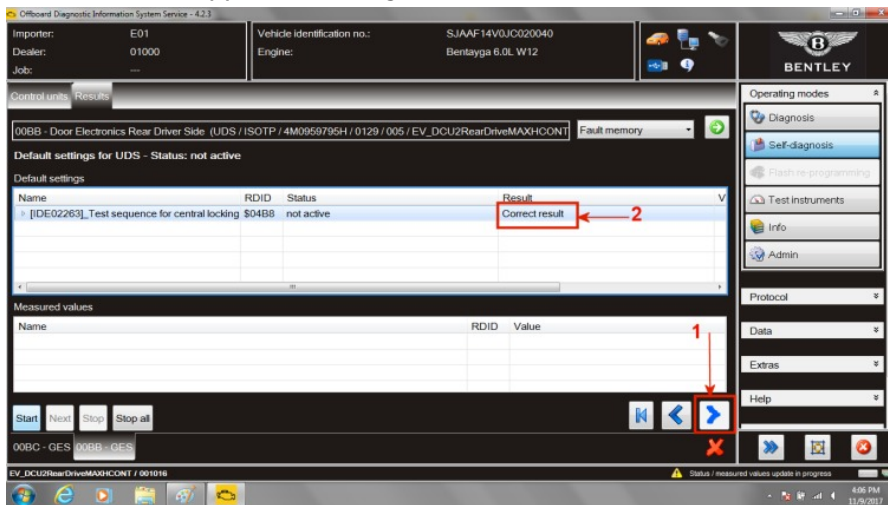 Offboard Diagnostic Information System Service - 4.2.3
Importer: E01
Dealer: 01000
Job: ---
Vehicle identification no.: SJAAF14V0JC020040
Engine: Bentayga 6.0L W12
B
BENTLEY
Control units Results
00BB - Door Electronics Rear Driver Side (UDS / ISOTP / 4M0959795H / 0129 / 005 / EV_DCU2RearDriveMAXHCONT
Fault memory
Default settings for UDS - Status: not active
Default settings
Name RDID Status Result V
[IDE02263]_Test sequence for central locking $04B8 not active Correct result
2
Measured values
Name RDID Value
1
Start Next Stop Stop all
00BC - GES 00BB - GES
EV_DCU2RearDriveMAXHCONT / 001016
Status / measured values update in progress
Operating modes
Diagnosis
Self-diagnosis
Flash re-programming
Test instruments
Info
Admin
Protocol
Data
Extras
Help
4:06 PM
11/9/2017